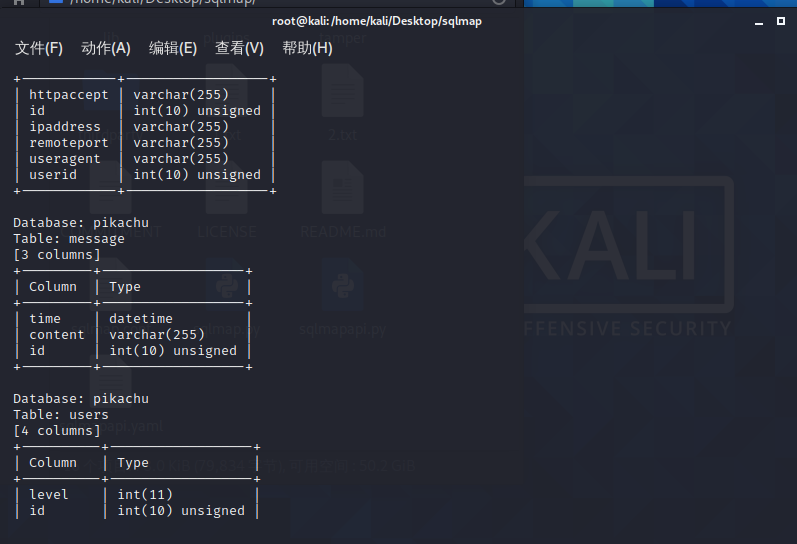 /home/kali/Desktop/sqlmap/
root@kali: /home/kali/Desktop/sqlmap
文件(F) 动作(A) 编辑(E) 查看(V) 帮助(H)
| httpaccept | varchar(255) |
| id | int(10) unsigned |
| ipaddress | varchar(255) |
| remoteport | varchar(255) |
| useragent | varchar(255) |
| userid | int(10) unsigned |
Database: pikachu
Table: message
[3 columns]
| Column | Type |
| time | datetime |
| content | varchar(255) |
| id | int(10) unsigned |
Database: pikachu
Table: users
[4 columns]
| Column | Type |
| level | int(11) |
| id | int(10) unsigned |
2.txt
LICENSE
README.md
sqlmapapi.py
KALI
OFFENSIVE SECURITY